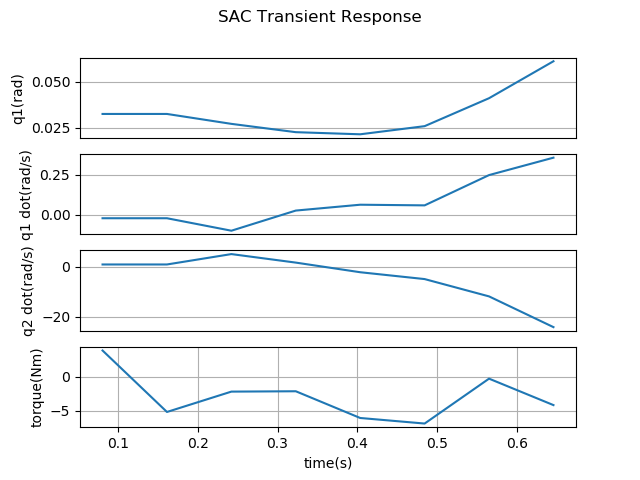 SAC Transient Response
q1(rad)
0.050
0.025
q1 dot(rad/s)
0.25
0.00
q2 dot(rad/s)
0
−20
torque(Nm)
0
−5
0.1 0.2 0.3 0.4 0.5 0.6
time(s)